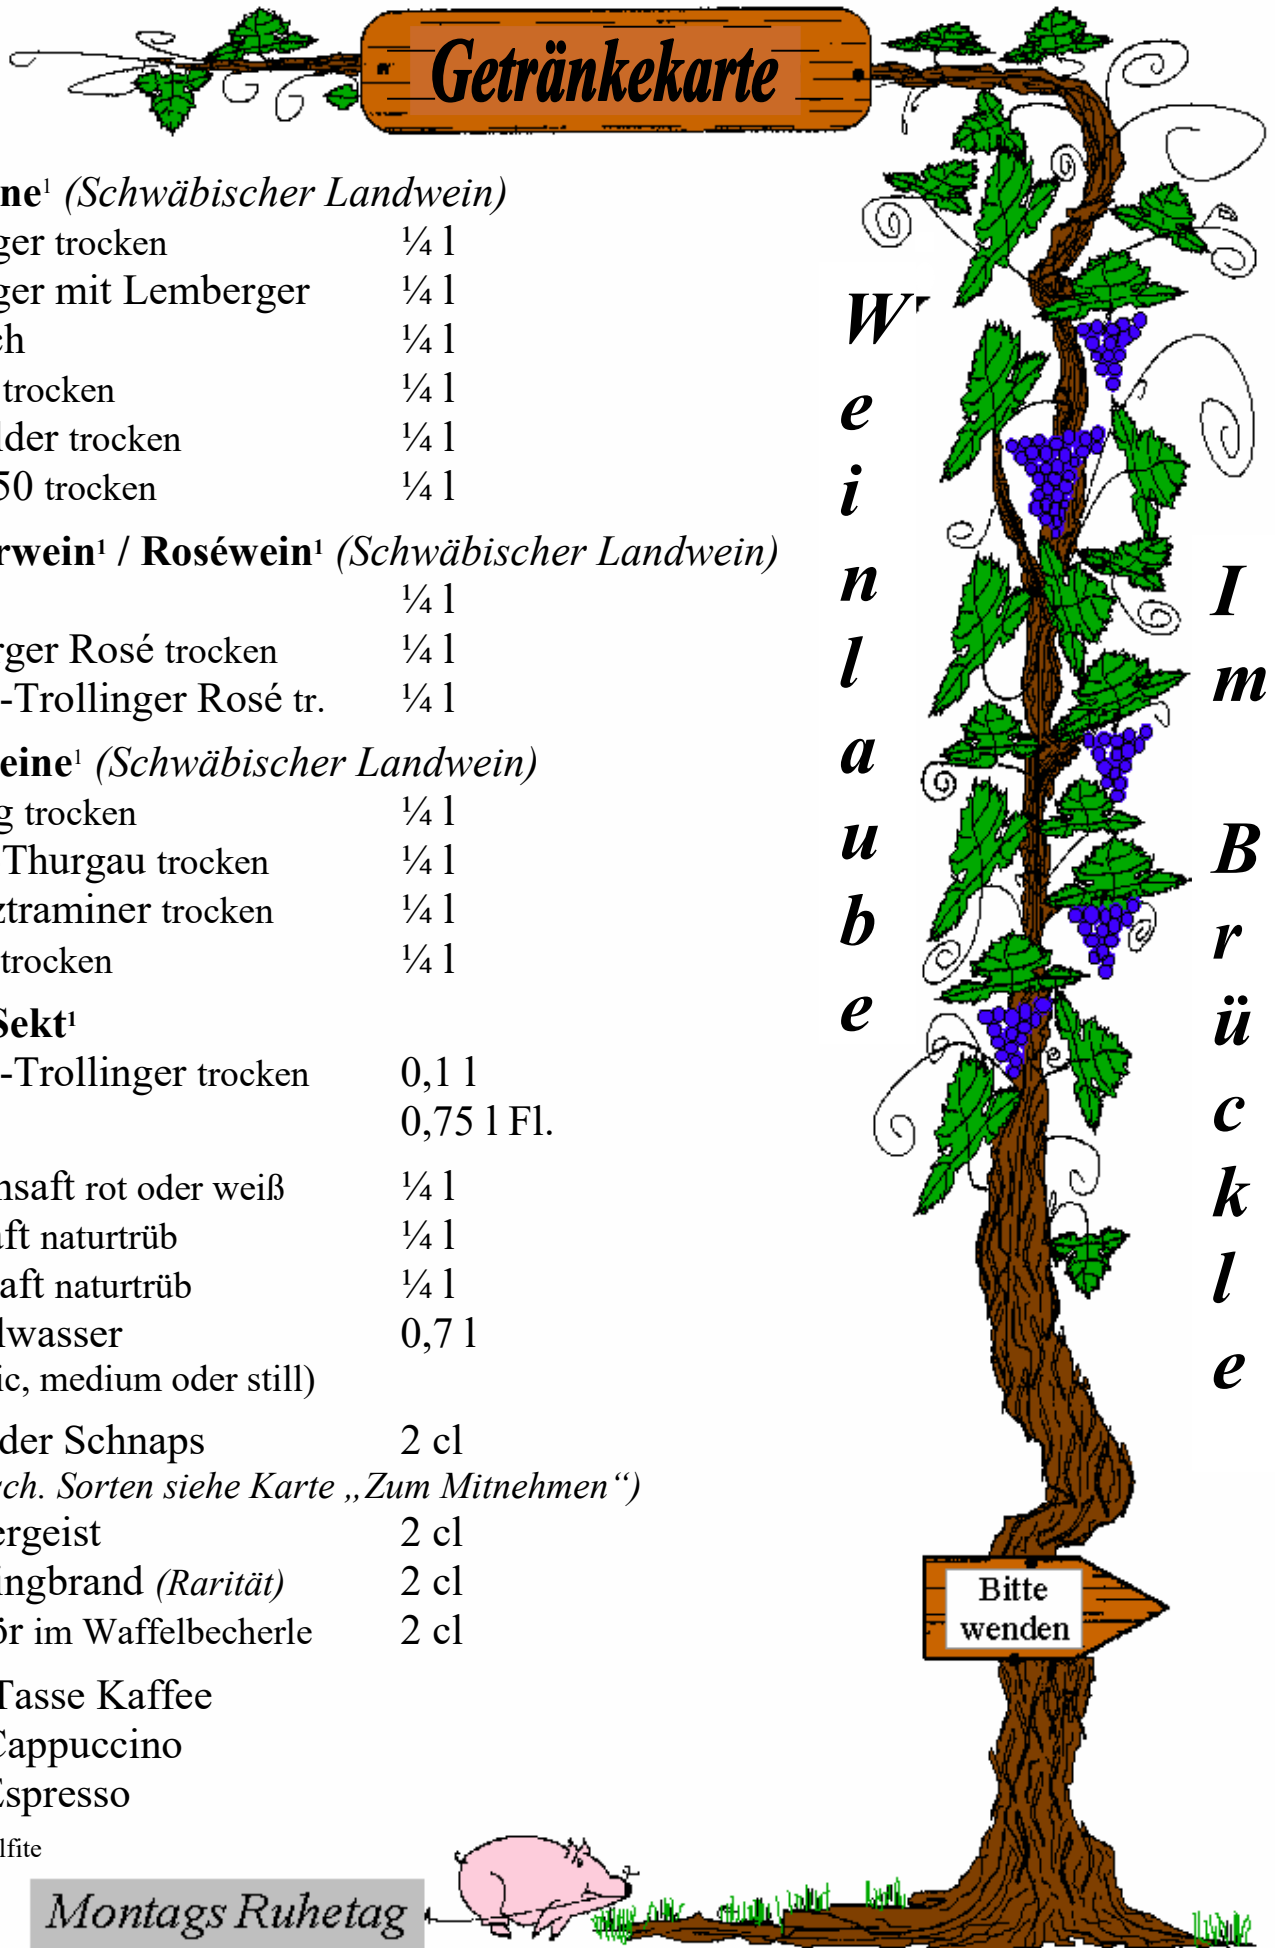 Getränkekarte
ne¹ (Schwäbischer Landwein)
ger trocken ¼ l
ger mit Lemberger ¼ l
ch ¼ l
trocken ¼ l
lder trocken ¼ l
50 trocken ¼ l
rwein¹ / Roséwein¹ (Schwäbischer Landwein)
¼ l
rger Rosé trocken ¼ l
-Trollinger Rosé tr. ¼ l
eine¹ (Schwäbischer Landwein)
g trocken ¼ l
Thurgau trocken ¼ l
ztraminer trocken ¼ l
trocken ¼ l
Sekt¹
-Trollinger trocken 0,1 l
0,75 l Fl.
nsaft rot oder weiß ¼ l
aft naturtrüb ¼ l
aft naturtrüb ¼ l
lwasser 0,7 l
ic, medium oder still)
der Schnaps 2 cl
sch. Sorten siehe Karte „Zum Mitnehmen“)
ergeist 2 cl
ingbrand (Rarität) 2 cl
ör im Waffelbecherle 2 cl
Tasse Kaffee
Cappuccino
Espresso
lfite
Montags Ruhetag
Weinlaube
Im Brückle
Bitte
wenden